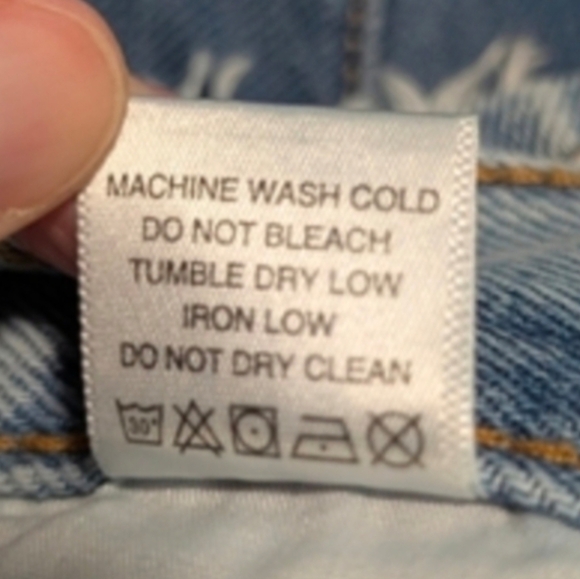 MACHINE WASH COLD
DO NOT BLEACH
TUMBLE DRY LOW
IRON LOW
DO NOT DRY CLEAN
30°